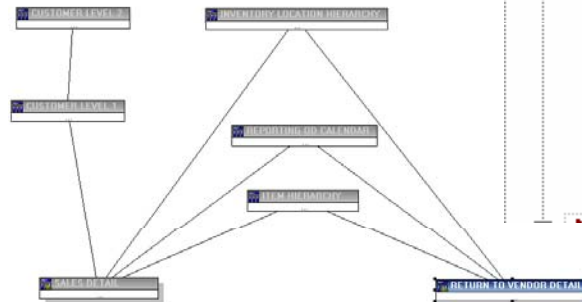 CUSTOMER LEVEL 2
...
INVENTORY LOCATION HIERARCHY
...
CUSTOMER LEVEL 1
...
REPORTING OD CALENDAR
...
ITEM HIERARCHY
...
SALES DETAIL
...
RETURN TO VENDOR DETAIL
...